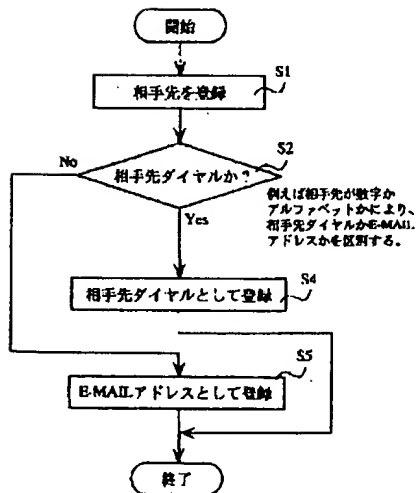 開始
S1
相手先を登録
S2
No
相手先ダイヤルか?
Yes
例えば相手先が数字か
アルファベットかにより、
相手先ダイヤルかE-MAIL
アドレスかを区別する。
S4
相手先ダイヤルとして登録
S5
E-MAILアドレスとして登録
終了